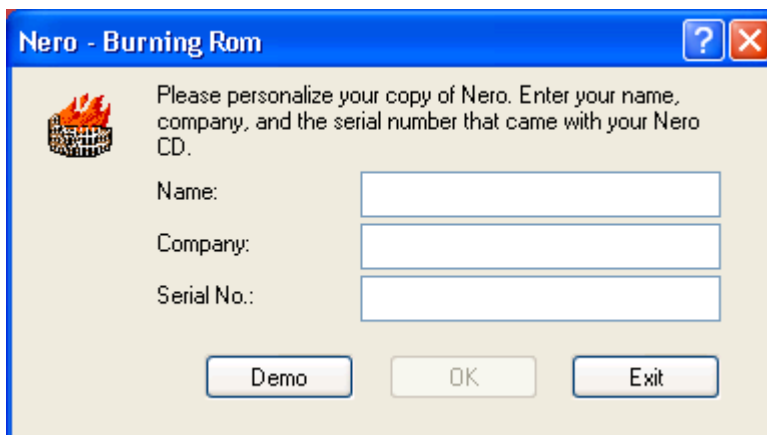 Nero - Burning Rom
Please personalize your copy of Nero. Enter your name,
company, and the serial number that came with your Nero
CD.
Name:
Company:
Serial No.:
Demo OK Exit